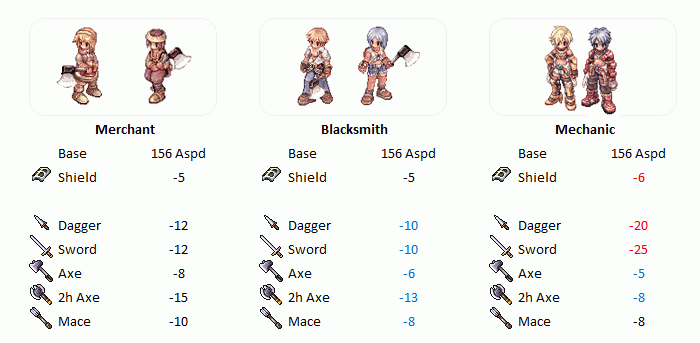 Merchant
Base 156 Aspd
Shield -5
Dagger -12
Sword -12
Axe -8
2h Axe -15
Mace -10
Blacksmith
Base 156 Aspd
Shield -5
Dagger -10
Sword -10
Axe -6
2h Axe -13
Mace -8
Mechanic
Base 156 Aspd
Shield -6
Dagger -20
Sword -25
Axe -5
2h Axe -8
Mace -8